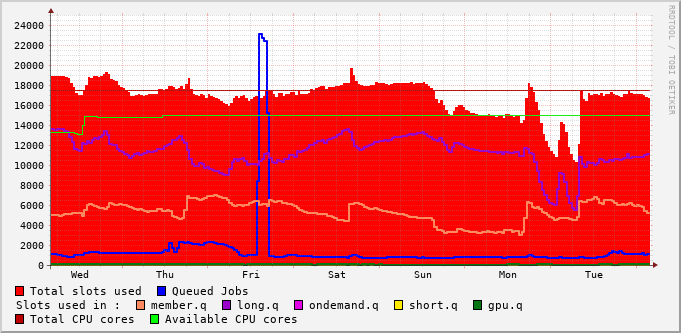 RRDTOOL / TOBI OETIKER
24000
22000
20000
18000
16000
14000
12000
10000
8000
6000
4000
2000
0
Wed Thu Fri Sat Sun Mon Tue
Total slots used Queued Jobs
Slots used in : member.q long.q ondemand.q short.q gpu.q
Total CPU cores Available CPU cores